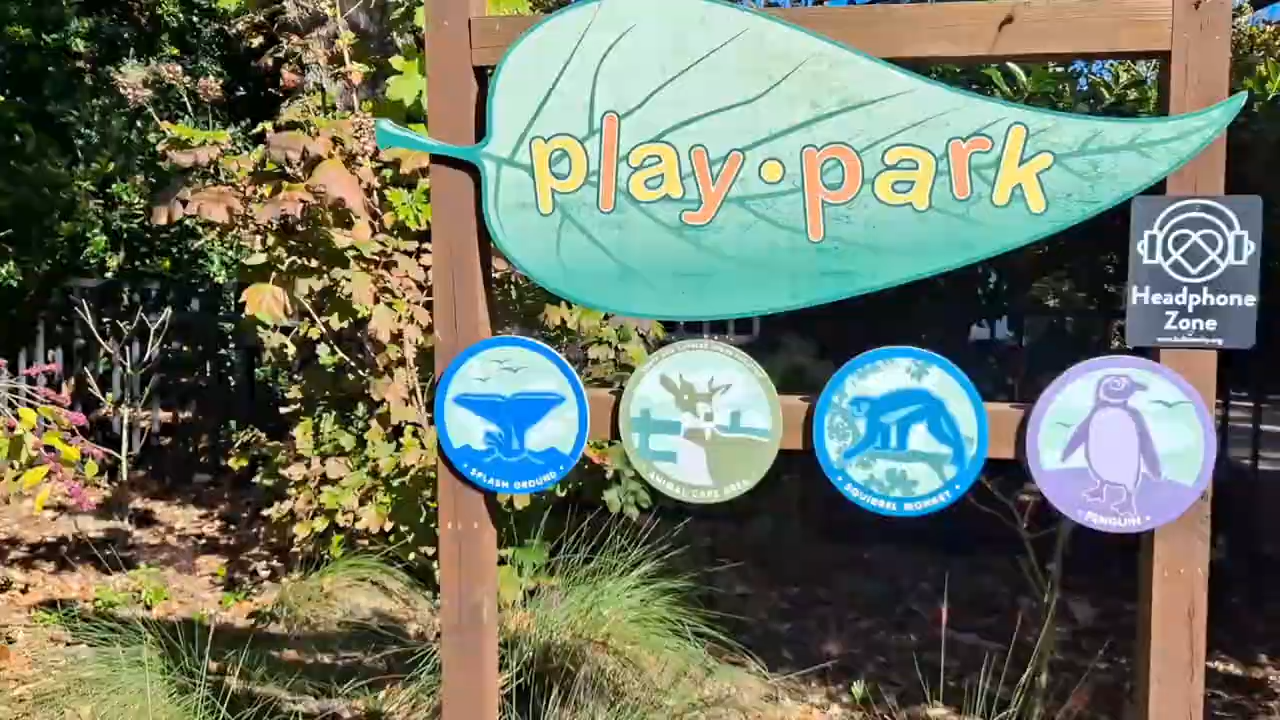 play·park
Headphone
Zone
• SPLASH GROUND •
ANIMAL CARE AREA
• SQUIRREL MONKEY •
• PENGUIN •